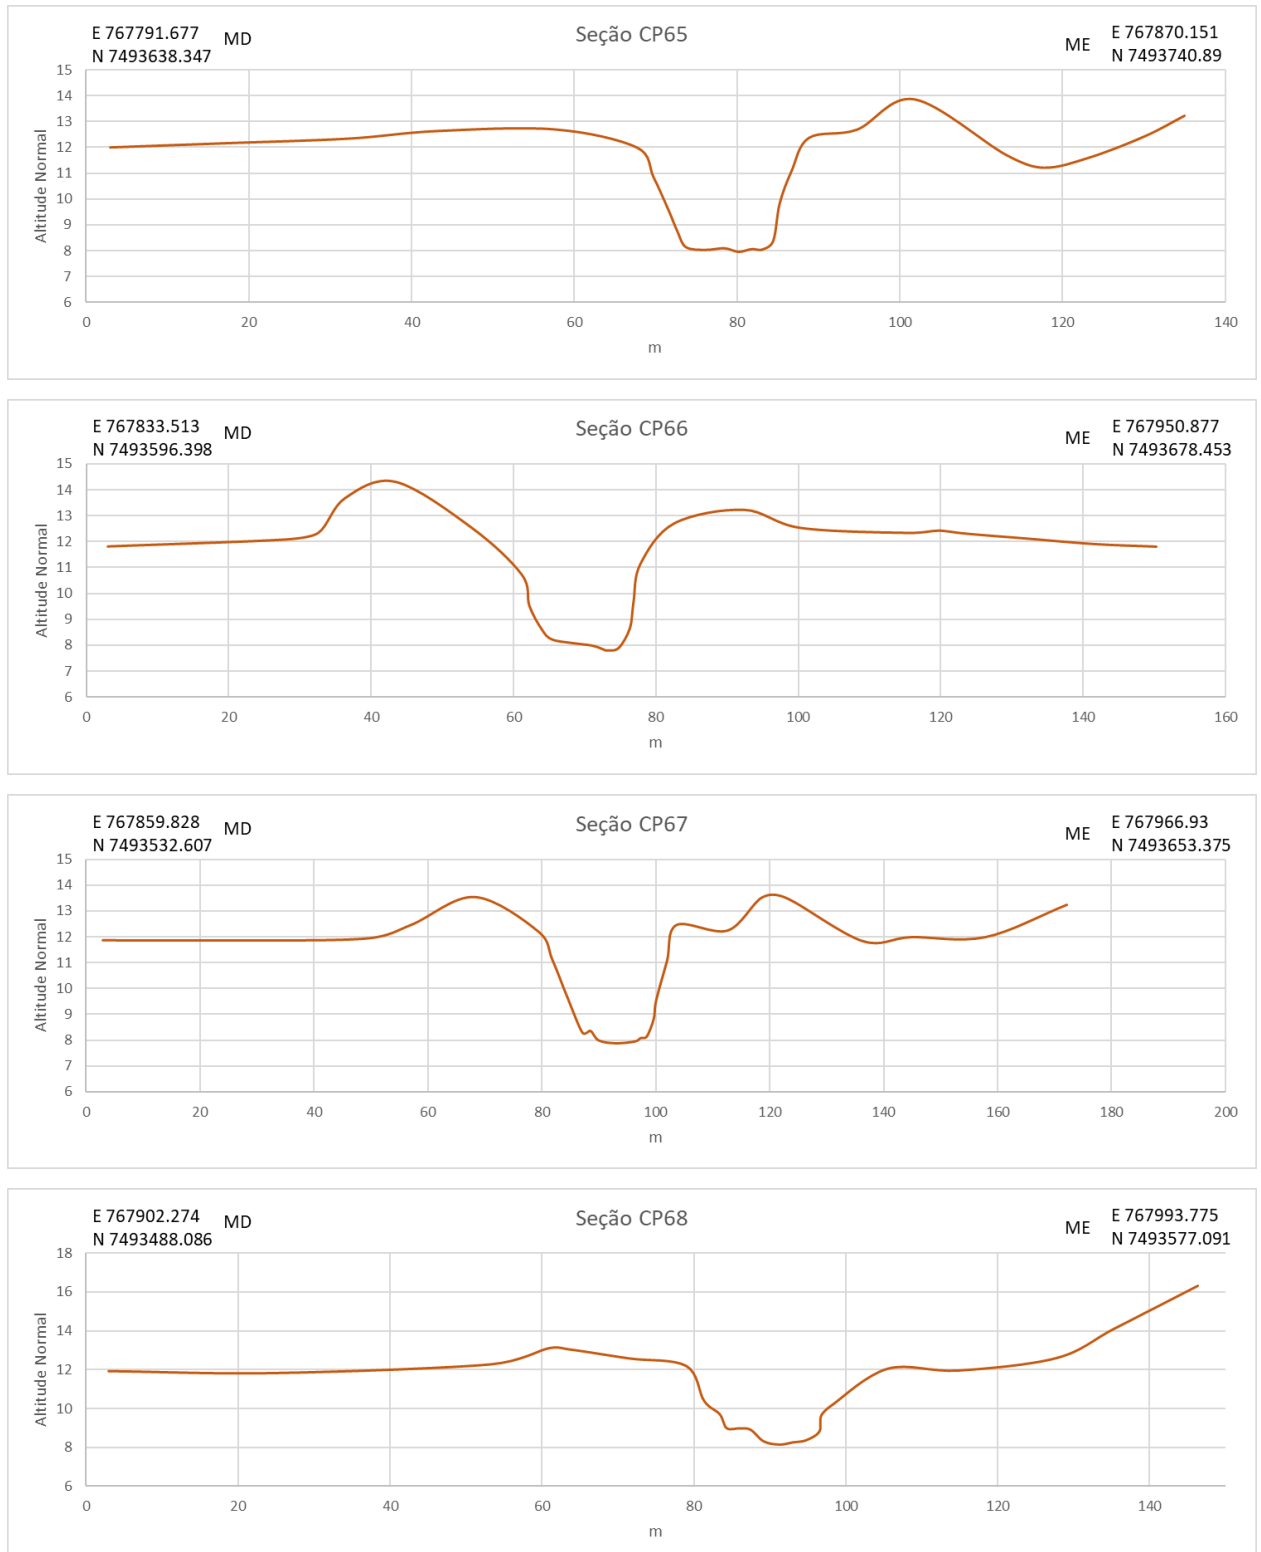 E 767791.677
N 7493638.347
MD
Seção CP65
ME
E 767870.151
N 7493740.89
15
14
13
12
11
10
9
8
7
6
Altitude Normal
0 20 40 60 80 100 120 140
m
E 767833.513
N 7493596.398
MD
Seção CP66
ME
E 767950.877
N 7493678.453
15
14
13
12
11
10
9
8
7
6
Altitude Normal
0 20 40 60 80 100 120 140 160
m
E 767859.828
N 7493532.607
MD
Seção CP67
ME
E 767966.93
N 7493653.375
15
14
13
12
11
10
9
8
7
6
Altitude Normal
0 20 40 60 80 100 120 140 160 180 200
m
E 767902.274
N 7493488.086
MD
Seção CP68
ME
E 767993.775
N 7493577.091
18
16
14
12
10
8
6
Altitude Normal
0 20 40 60 80 100 120 140
m